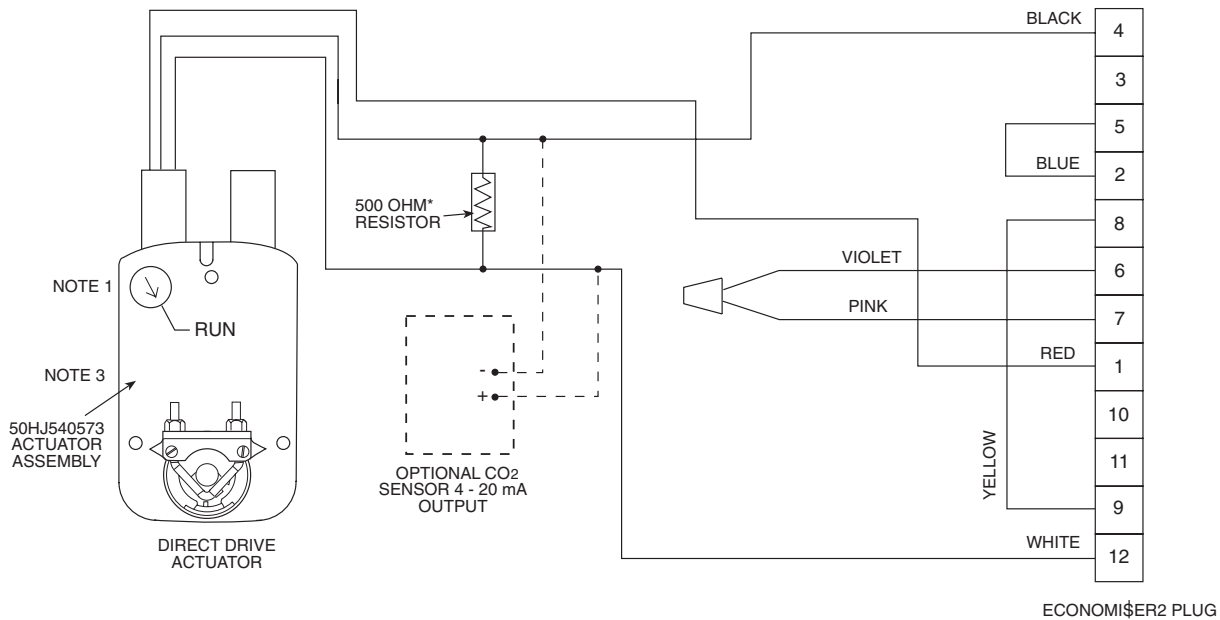 BLACK
4
3
5
BLUE
2
8
500 OHM*
RESISTOR
VIOLET
6
NOTE 1
RUN
PINK
7
RED
1
NOTE 3
-
+
10
50HJ540573
ACTUATOR
ASSEMBLY
OPTIONAL CO2
SENSOR 4 - 20 mA
OUTPUT
YELLOW
11
9
DIRECT DRIVE
ACTUATOR
WHITE
12
ECONOMI$ER2 PLUG